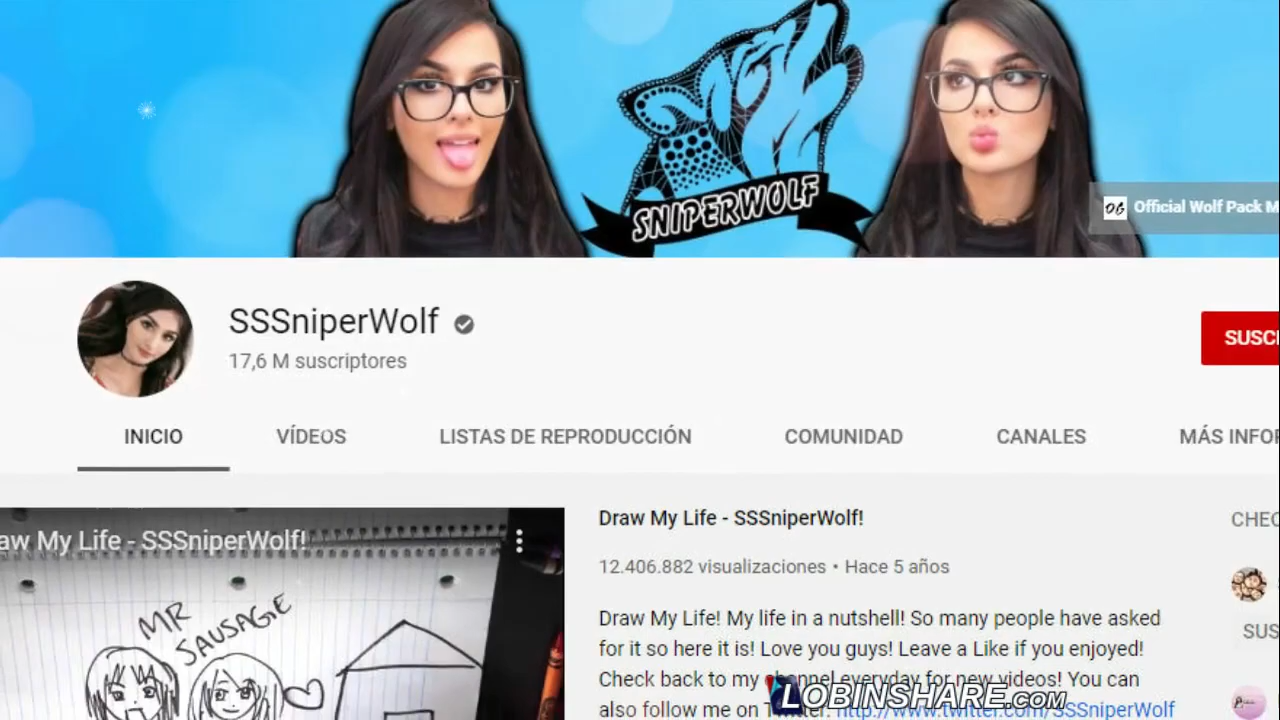 SNIPERWOLF
OG Official Wolf Pack M
SSSniperWolf
17,6 M suscriptores
SUSC
INICIO VÍDEOS LISTAS DE REPRODUCCIÓN COMUNIDAD CANALES MÁS INFOR
aw My Life - SSSniperWolf!
MR
SAUSAGE
Draw My Life - SSSniperWolf!
12.406.882 visualizaciones • Hace 5 años
Draw My Life! My life in a nutshell! So many people have asked
for it so here it is! Love you guys! Leave a Like if you enjoyed!
Check back to my channel everyday for new videos! You can
also follow me on Twitter: http://www.twitter.com/SSSniperWolf
CHEC
SUS
LOBINSHARE.COM